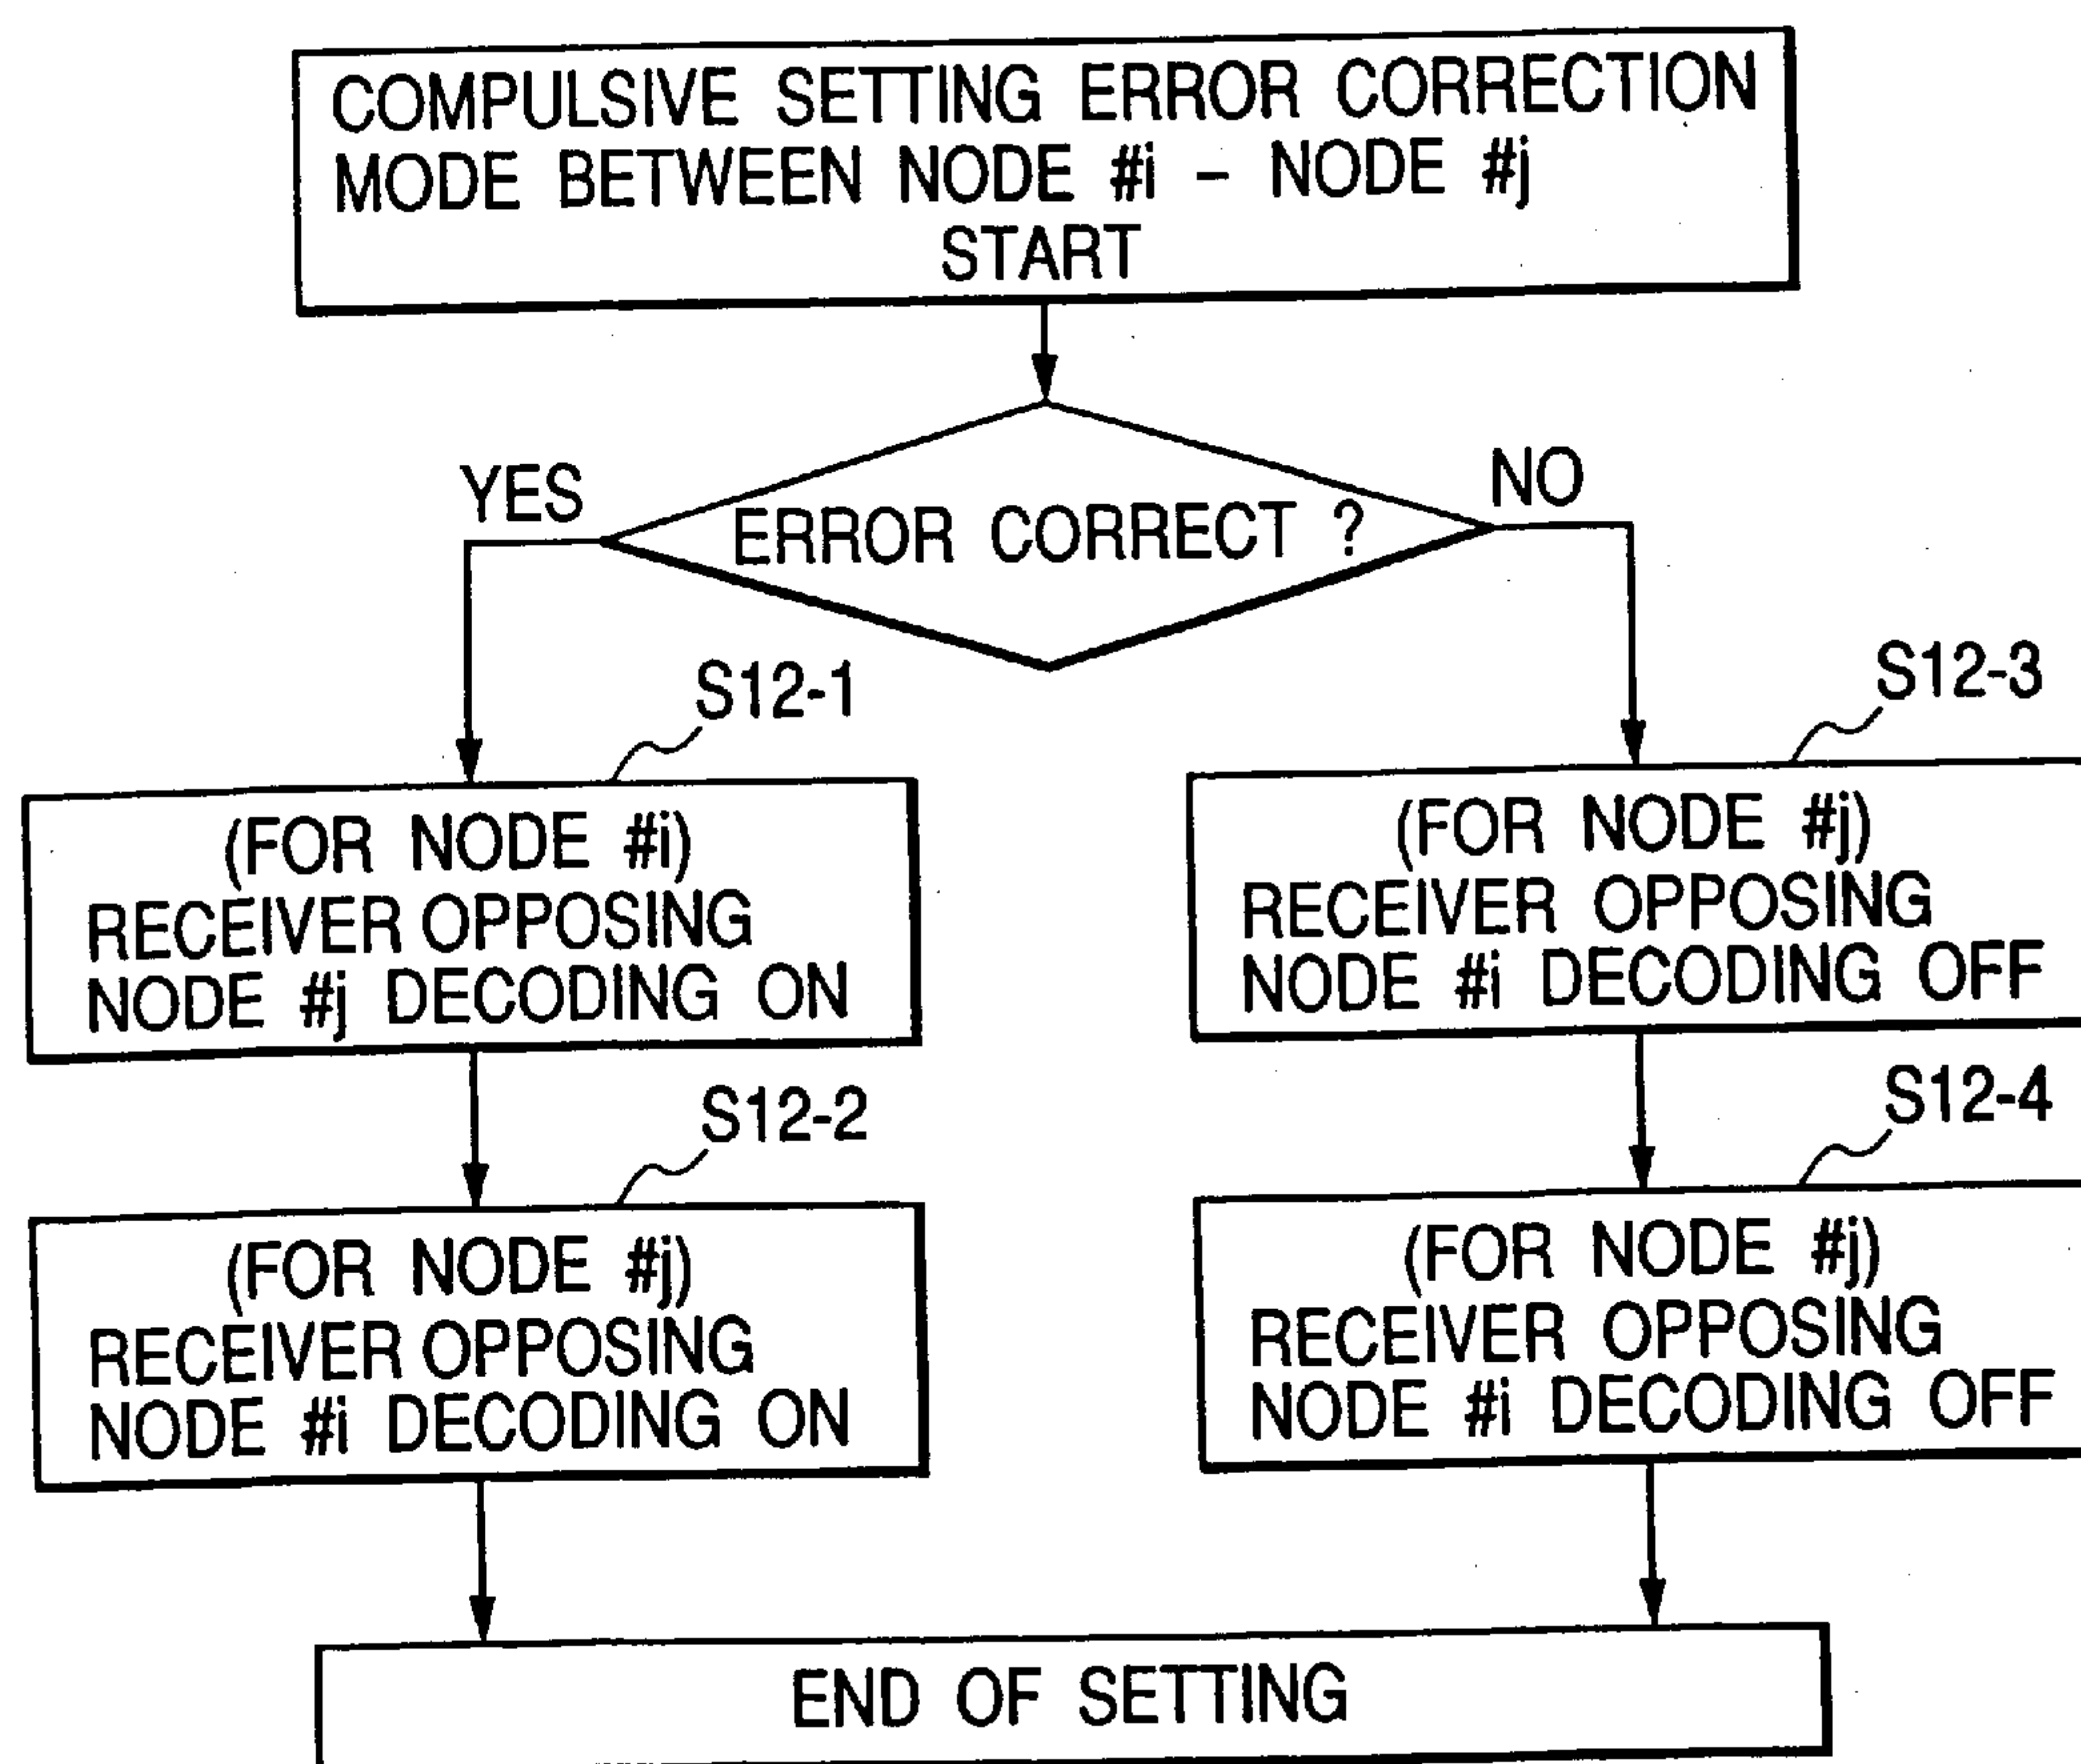 COMPULSIVE SETTING ERROR CORRECTION
MODE BETWEEN NODE #i – NODE #j
START
YES
ERROR CORRECT ?
NO
S12-1
(FOR NODE #i)
RECEIVER OPPOSING
NODE #j DECODING ON
S12-2
(FOR NODE #j)
RECEIVER OPPOSING
NODE #i DECODING ON
S12-3
(FOR NODE #j)
RECEIVER OPPOSING
NODE #i DECODING OFF
S12-4
(FOR NODE #j)
RECEIVER OPPOSING
NODE #i DECODING OFF
END OF SETTING